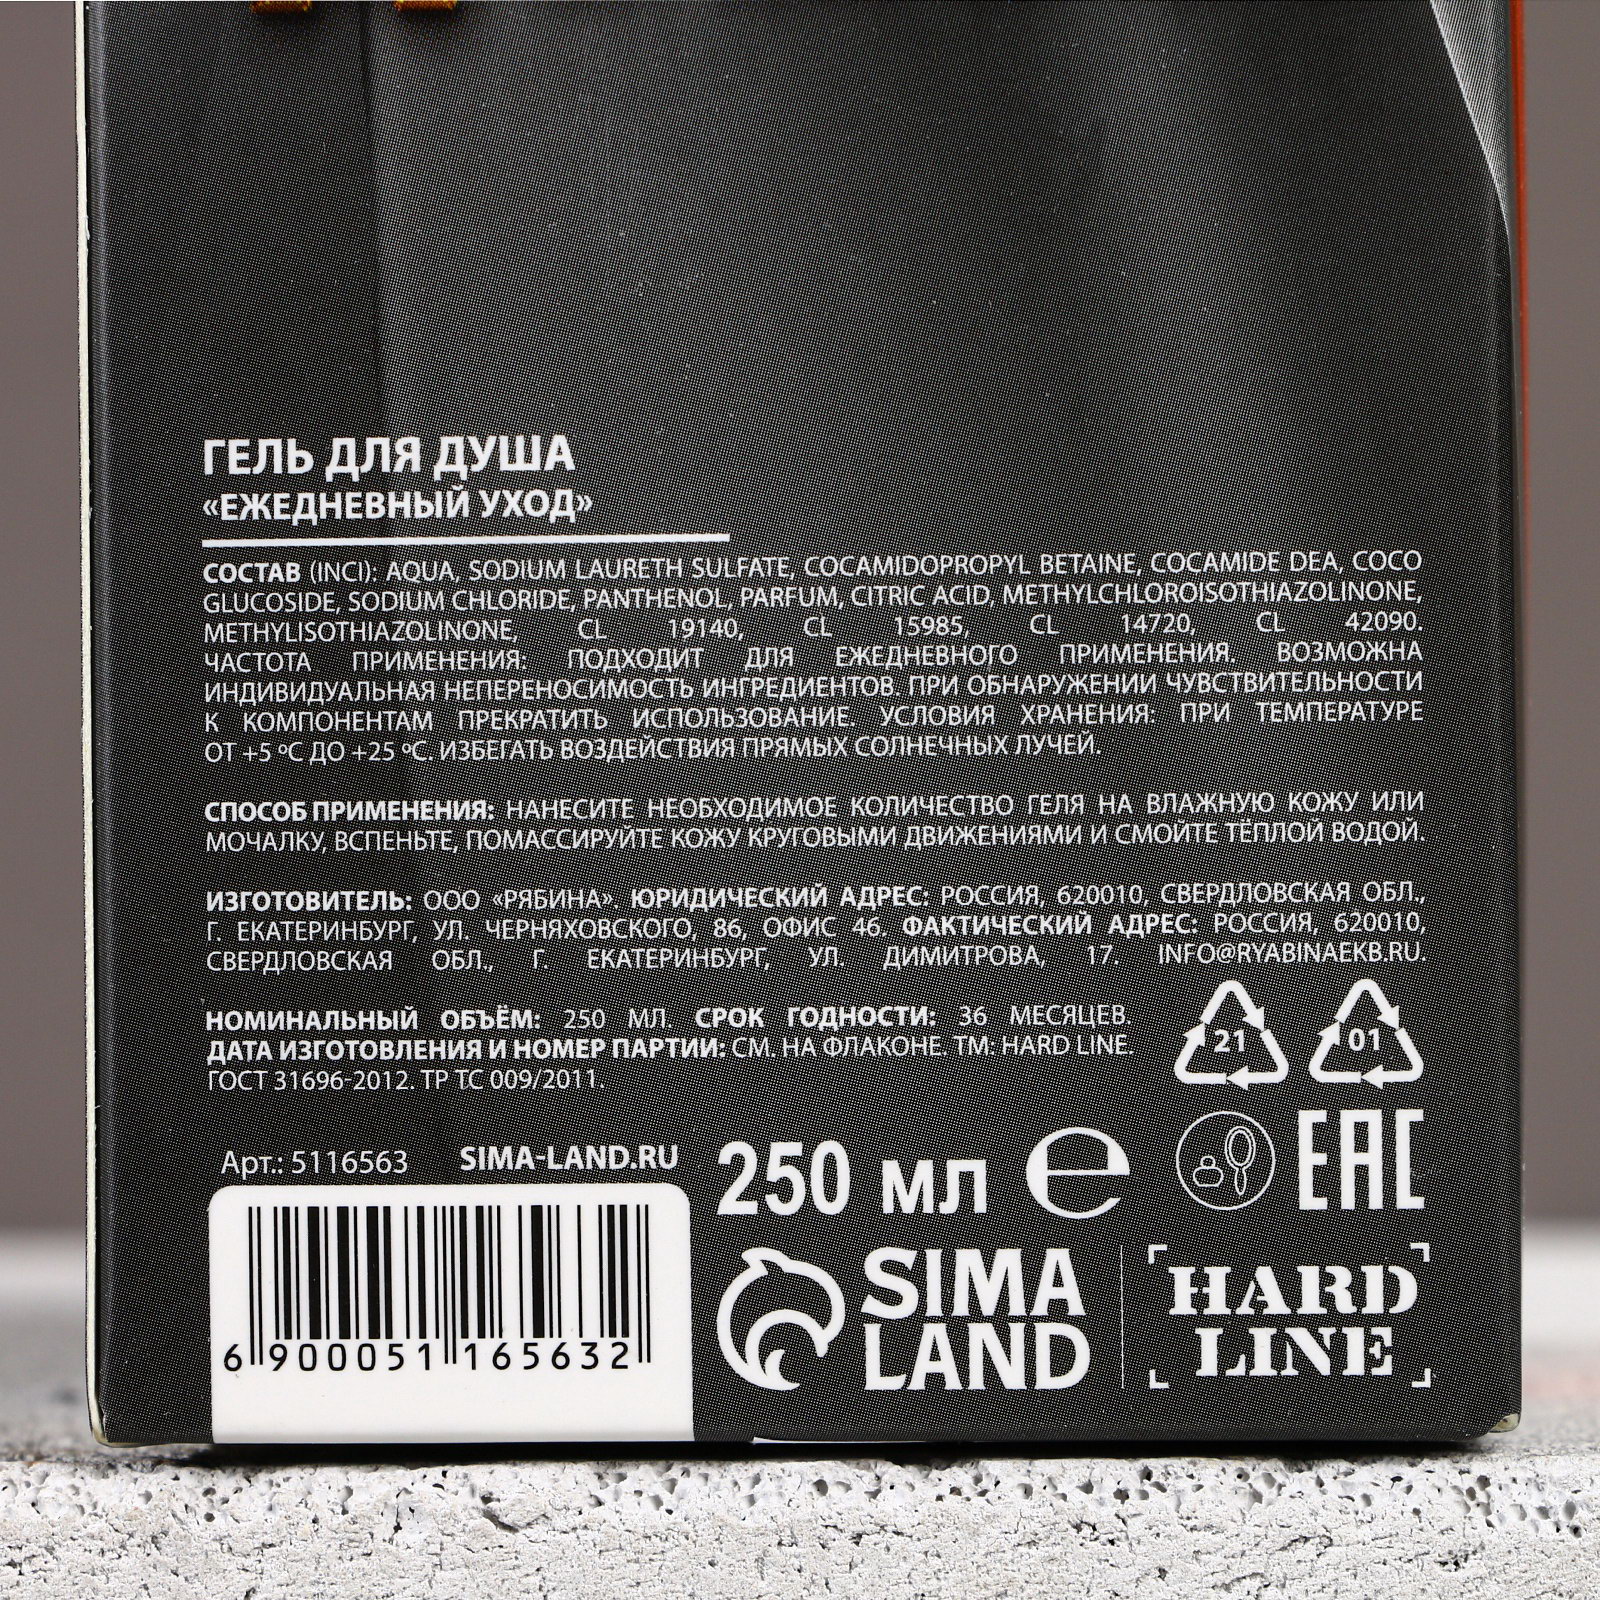 ГЕЛЬ ДЛЯ ДУША
«ЕЖЕДНЕВНЫЙ УХОД»
СОСТАВ (INCI): AQUA, SODIUM LAURETH SULFATE, COCAMIDOPROPYL BETAINE, COCAMIDE DEA, COCO
GLUCOSIDE, SODIUM CHLORIDE, PANTHENOL, PARFUM, CITRIC ACID, METHYLCHLOROISOTHIAZOLINONE,
METHYLISOTHIAZOLINONE, CL 19140, CL 15985, CL 14720, CL 42090.
ЧАСТОТА ПРИМЕНЕНИЯ: ПОДХОДИТ ДЛЯ ЕЖЕДНЕВНОГО ПРИМЕНЕНИЯ. ВОЗМОЖНА
ИНДИВИДУАЛЬНАЯ НЕПЕРЕНОСИМОСТЬ ИНГРЕДИЕНТОВ. ПРИ ОБНАРУЖЕНИИ ЧУВСТВИТЕЛЬНОСТИ
К КОМПОНЕНТАМ ПРЕКРАТИТЬ ИСПОЛЬЗОВАНИЕ. УСЛОВИЯ ХРАНЕНИЯ: ПРИ ТЕМПЕРАТУРЕ
ОТ +5 ºС ДО +25 ºС. ИЗБЕГАТЬ ВОЗДЕЙСТВИЯ ПРЯМЫХ СОЛНЕЧНЫХ ЛУЧЕЙ.
СПОСОБ ПРИМЕНЕНИЯ: НАНЕСИТЕ НЕОБХОДИМОЕ КОЛИЧЕСТВО ГЕЛЯ НА ВЛАЖНУЮ КОЖУ ИЛИ
МОЧАЛКУ, ВСПЕНЬТЕ, ПОМАССИРУЙТЕ КОЖУ КРУГОВЫМИ ДВИЖЕНИЯМИ И СМОЙТЕ ТЁПЛОЙ ВОДОЙ.
ИЗГОТОВИТЕЛЬ: ООО «РЯБИНА». ЮРИДИЧЕСКИЙ АДРЕС: РОССИЯ, 620010, СВЕРДЛОВСКАЯ ОБЛ.,
Г. ЕКАТЕРИНБУРГ, УЛ. ЧЕРНЯХОВСКОГО, 86, ОФИС 46. ФАКТИЧЕСКИЙ АДРЕС: РОССИЯ, 620010,
СВЕРДЛОВСКАЯ ОБЛ., Г. ЕКАТЕРИНБУРГ, УЛ. ДИМИТРОВА, 17. INFO@RYABINAEKB.RU.
НОМИНАЛЬНЫЙ ОБЪЁМ: 250 МЛ. СРОК ГОДНОСТИ: 36 МЕСЯЦЕВ.
ДАТА ИЗГОТОВЛЕНИЯ И НОМЕР ПАРТИИ: СМ. НА ФЛАКОНЕ. ТМ: HARD LINE.
ГОСТ 31696-2012. ТР ТС 009/2011.
21 01
Арт.: 5116563 SIMA-LAND.RU
250 мл e EAC
6 900051 165632
SIMA
LAND
HARD
LINE